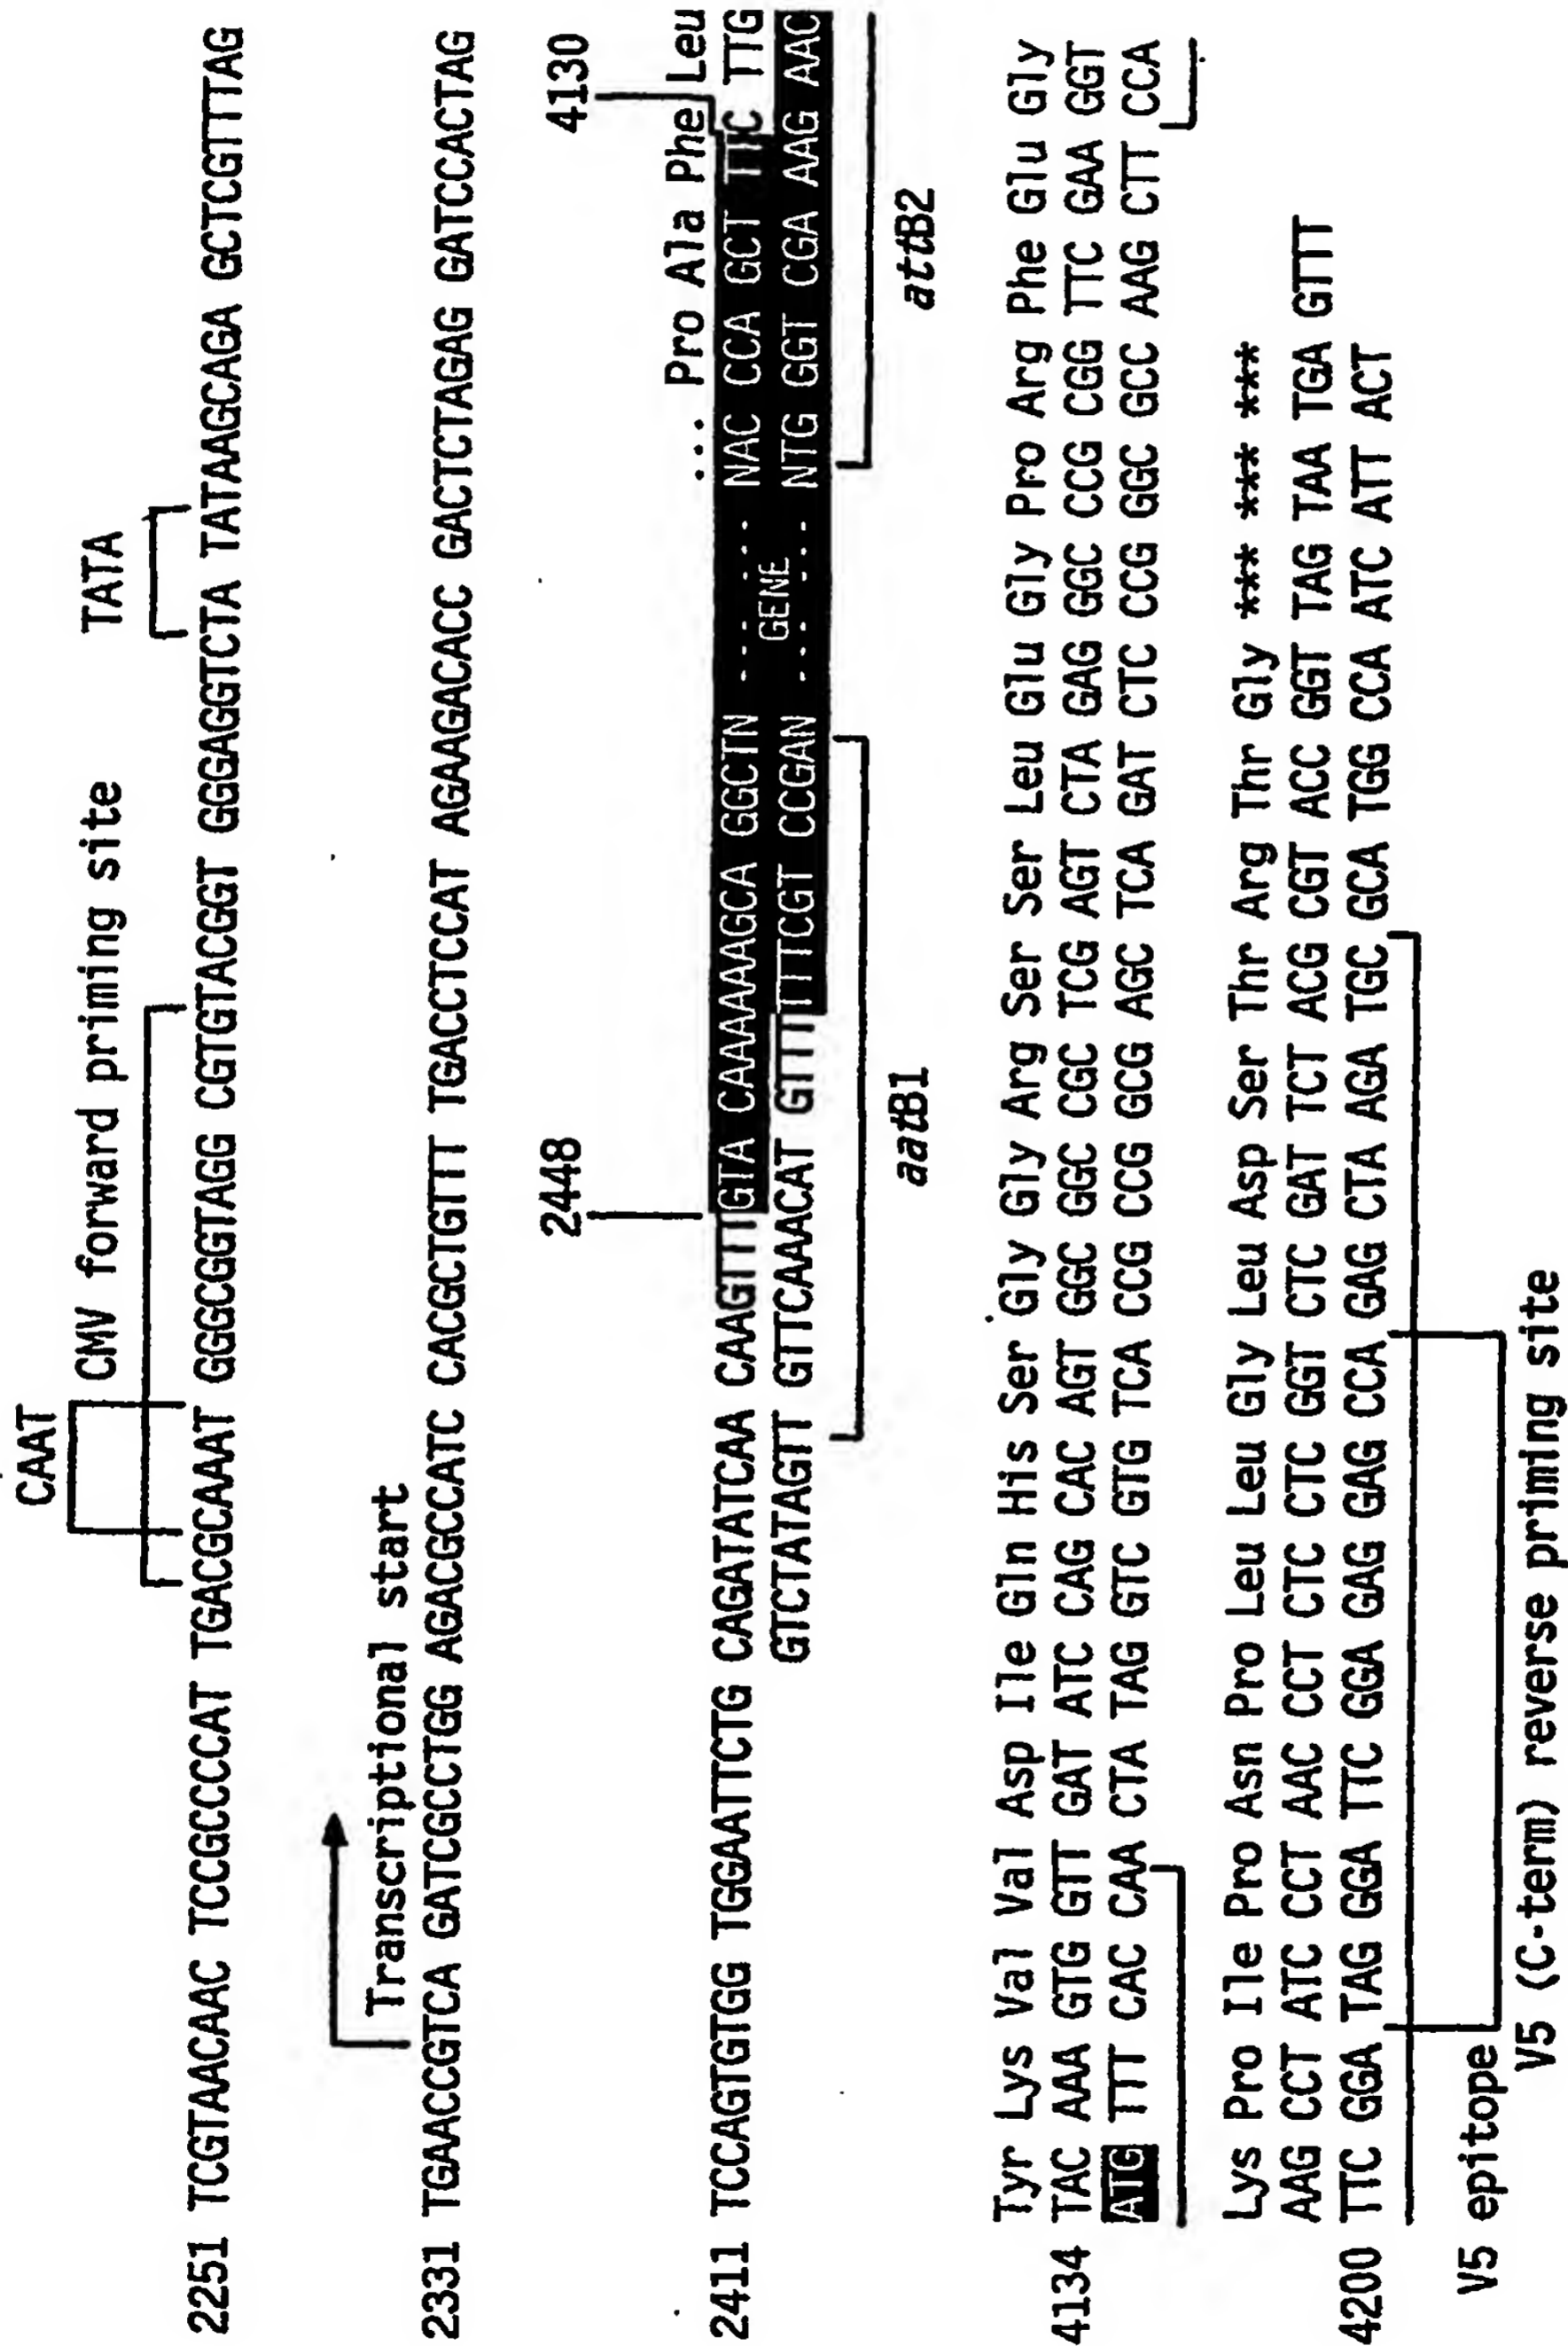 CAAT
CMV forward priming site
TATA
2251 TCGTAACAAC TCCGCCCCAT TGACGCAAAT GGGCGGTAGG CGTGTACGGT GGGAGGTCTA TATAAGCAGA GCTCGTTTAG
Transcriptional start
2331 TGAACCGTCA GATCGCCTGG AGACGCCATC CACGCTGTTT TGACCTCCAT AGAAGACACC GACTCTAGAG GATCCACTAG
2448
4130
... Pro Ala Phe Leu
2411 TCCAGTGTGG TGGAATTCTG CAGATATCAA CAAGTTT GTA CAAAAAAGCA GGCTN ······ NAC CCA GCT TTC TTG
GENE
GTCTATAGTT GTTCAAACAT GTTT TTTCGT CCGAN ······ NTG GGT CGA AAG AAC
aatB1
attB2
Tyr Lys Val Val Asp Ile Gln His Ser Gly Gly Arg Ser Ser Leu Glu Gly Pro Arg Phe Glu Gly
4134 TAC AAA GTG GTT GAT ATC CAG CAC AGT GGC GGC CGC TCG AGT CTA GAG GGC CCG CGG TTC GAA GGT
ATG TTT CAC CAA CTA TAG GTC GTG TCA CCG CCG GCG AGC TCA GAT CTC CCG GGC GCC AAG CTT CCA
Lys Pro Ile Pro Asn Pro Leu Leu Gly Leu Asp Ser Thr Arg Thr Gly *** *** ***
AAG CCT ATC CCT AAC CCT CTC CTC GGT CTC GAT TCT ACG CGT ACC GGT TAG TAA TGA GTTT
4200 TTC GGA TAG GGA TTC GGA GAG GAG CCA GAG CTA AGA TGC GCA TGG CCA ATC ATT ACT
V5 epitope
V5 (C-term) reverse priming site